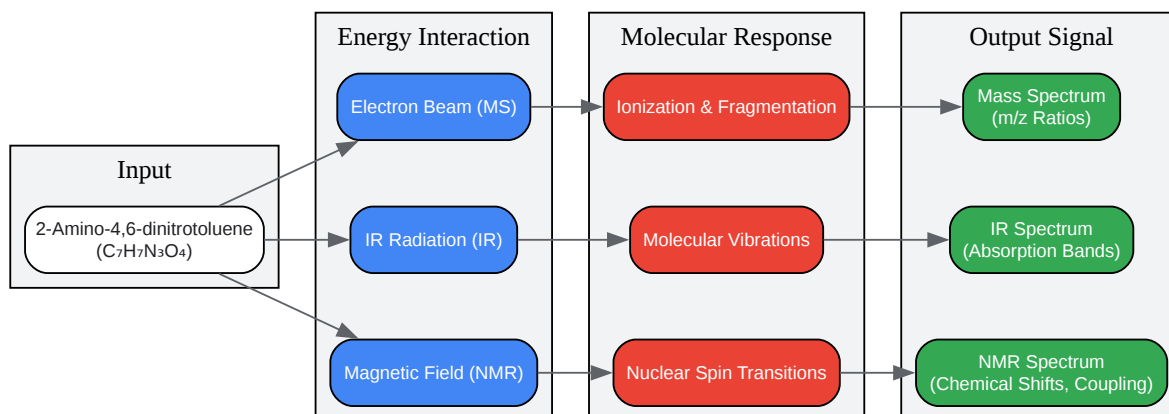 Energy Interaction
Molecular Response
Output Signal
Electron Beam (MS)
Ionization & Fragmentation
Mass Spectrum
(m/z Ratios)
Input
2-Amino-4,6-dinitrotoluene
(C₇H₇N₃O₄)
IR Radiation (IR)
Molecular Vibrations
IR Spectrum
(Absorption Bands)
Magnetic Field (NMR)
Nuclear Spin Transitions
NMR Spectrum
(Chemical Shifts, Coupling)